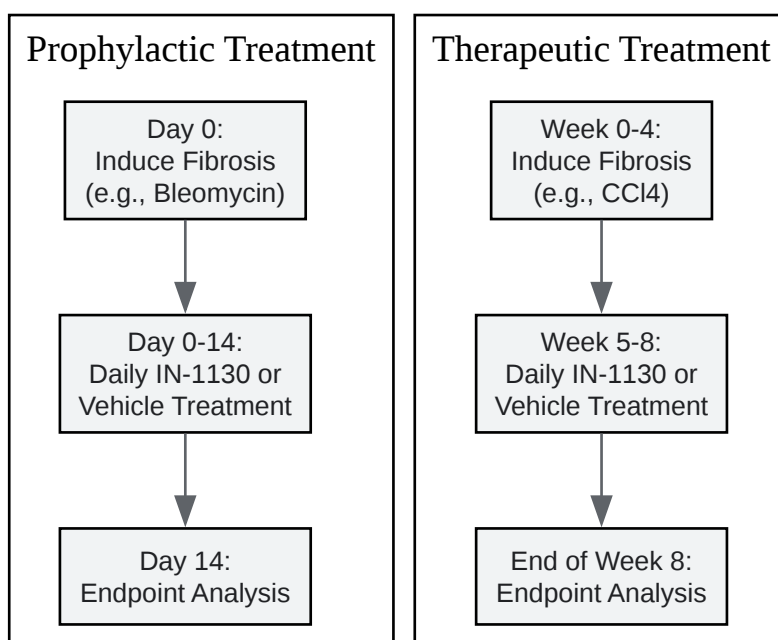 Prophylactic Treatment
Day 0:
Induce Fibrosis
(e.g., Bleomycin)
Day 0-14:
Daily IN-1130 or
Vehicle Treatment
Day 14:
Endpoint Analysis
Therapeutic Treatment
Week 0-4:
Induce Fibrosis
(e.g., CCl4)
Week 5-8:
Daily IN-1130 or
Vehicle Treatment
End of Week 8:
Endpoint Analysis